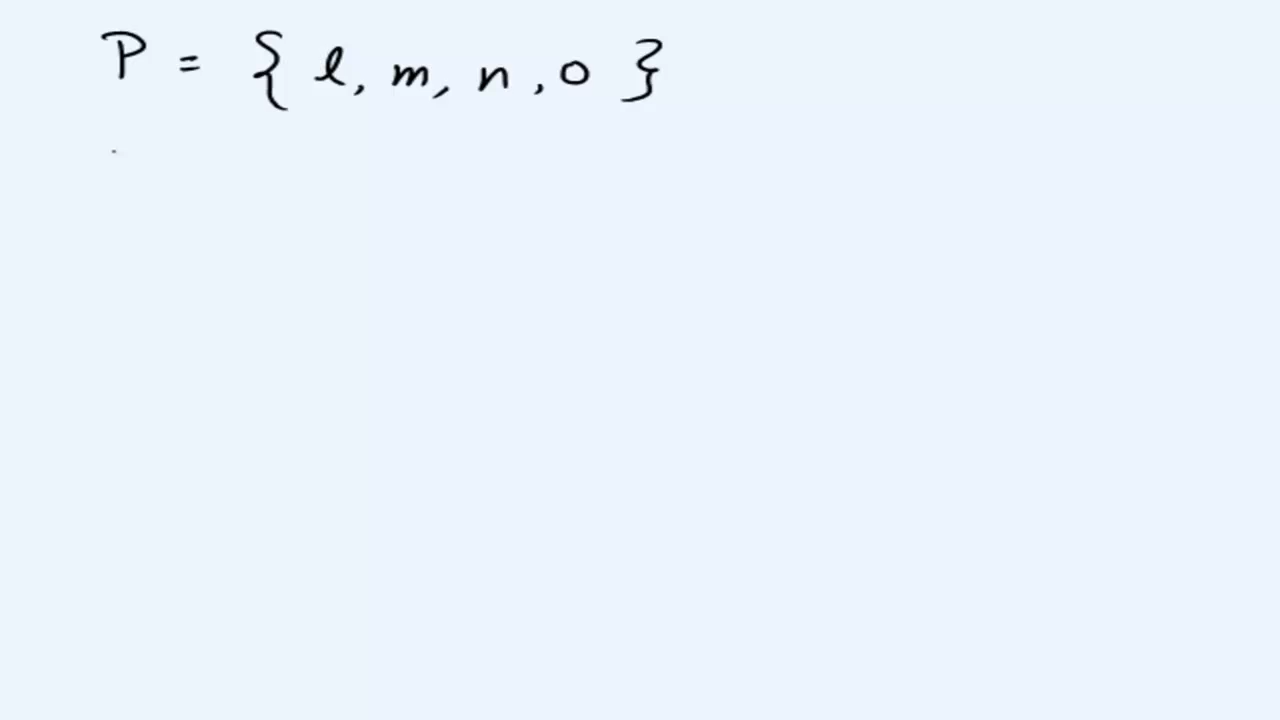 P = { l, m, n, o }